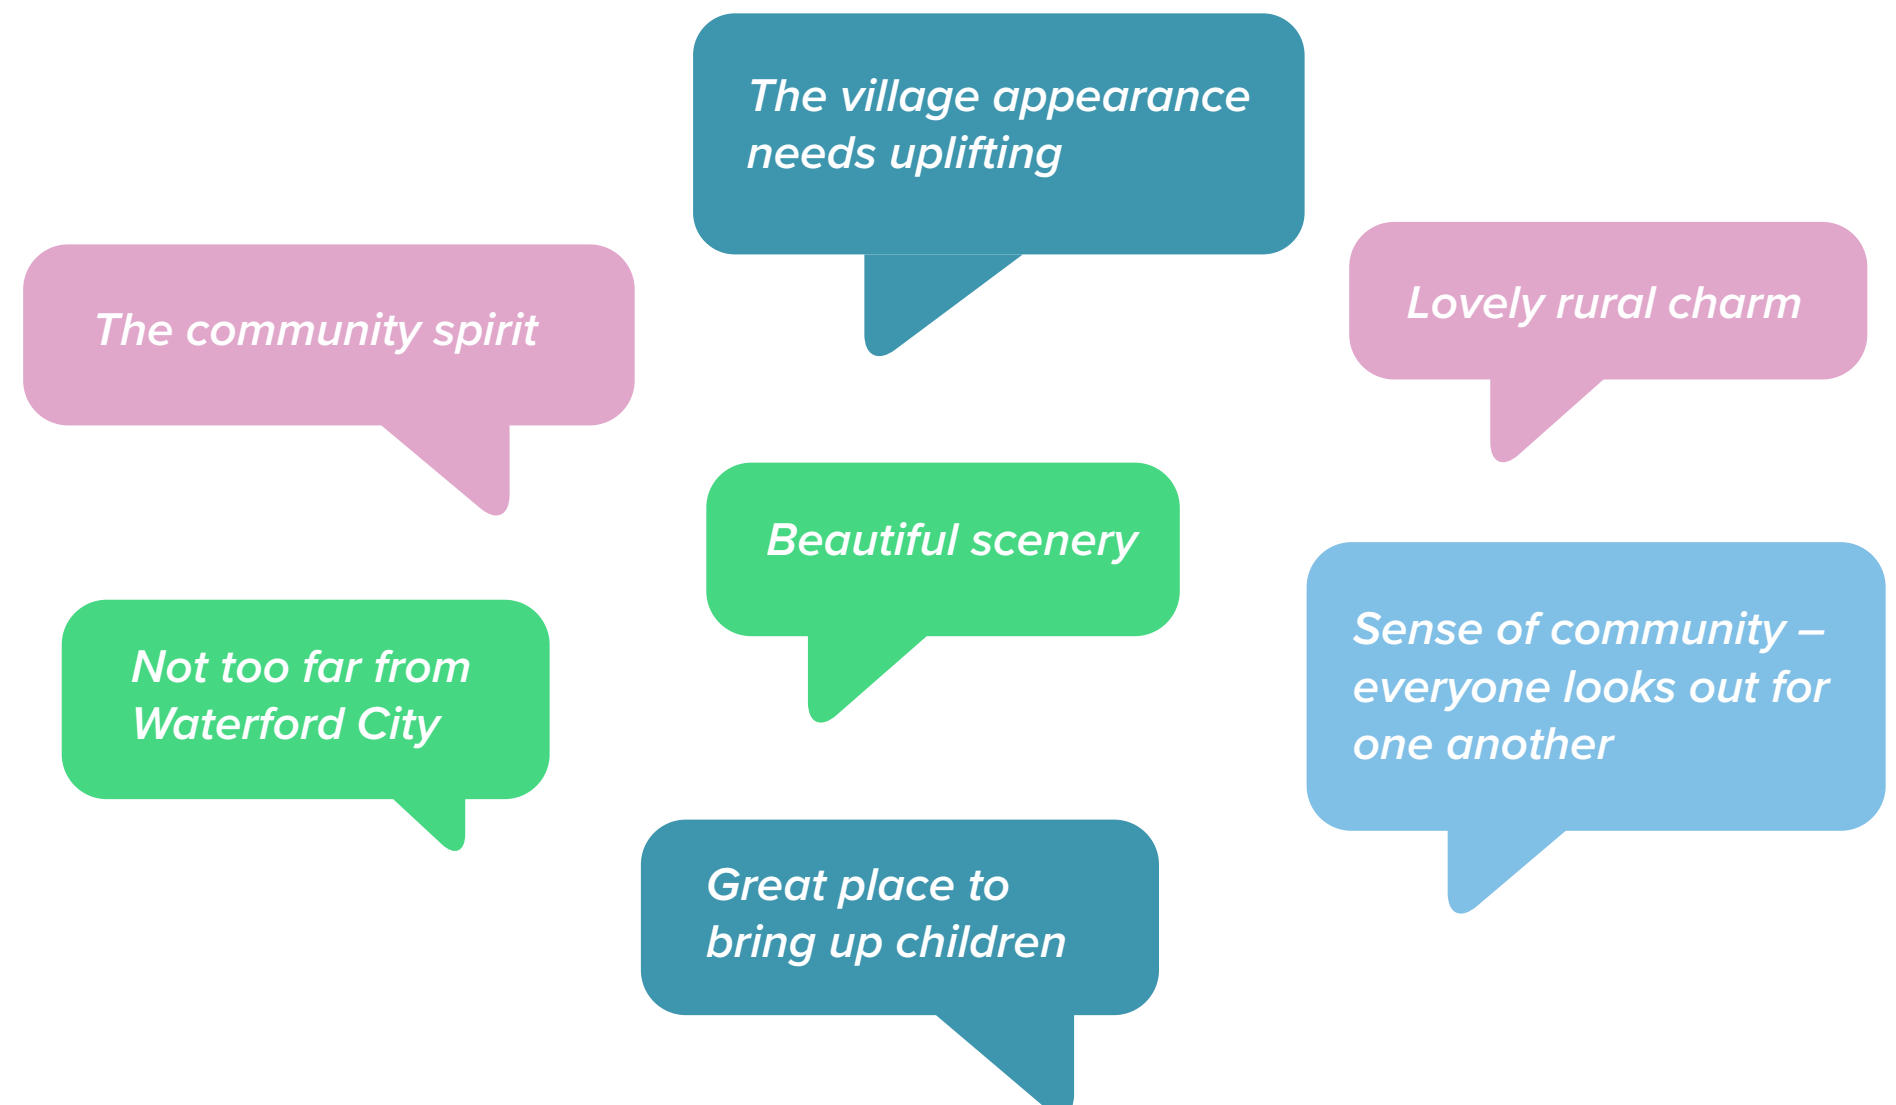 The village appearance
needs uplifting
The community spirit
Lovely rural charm
Beautiful scenery
Not too far from
Waterford City
Sense of community –
everyone looks out for
one another
Great place to
bring up children